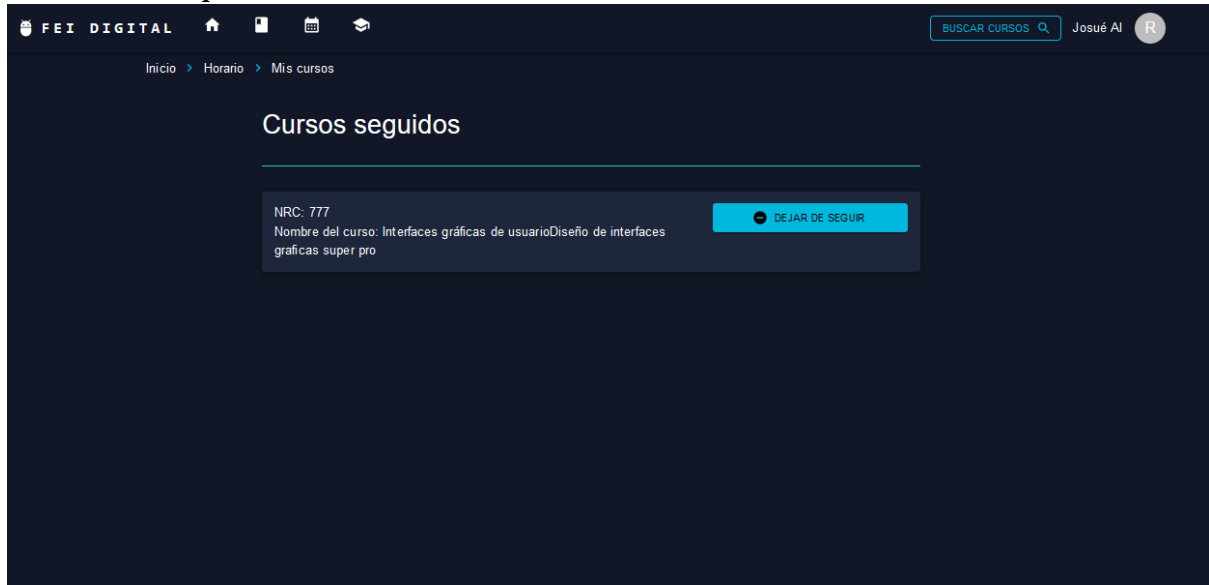 FEI DIGITAL BUSCAR CURSOS Josué Al R
Inicio > Horario > Mis cursos
Cursos seguidos
NRC: 777
DEJAR DE SEGUIR
Nombre del curso: Interfaces gráficas de usuarioDiseño de interfaces
graficas super pro